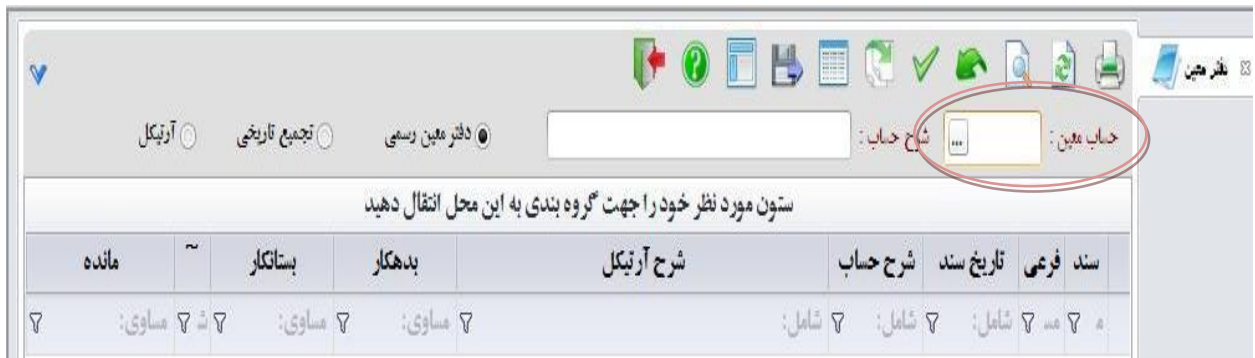 دفتر معین
حساب معین :
...
شرح حساب :
دفتر معین رسمی
تجمیع تاریخی
آرتیکل
ستون مورد نظر خود را جهت گروه بندی به این محل انتقال دهید
سند فرعی تاریخ سند شرح حساب شرح آرتیکل بدهکار بستانکار ~ مانده
م مس شامل: شامل: شامل: مساوی: مساوی: ش مساوی: